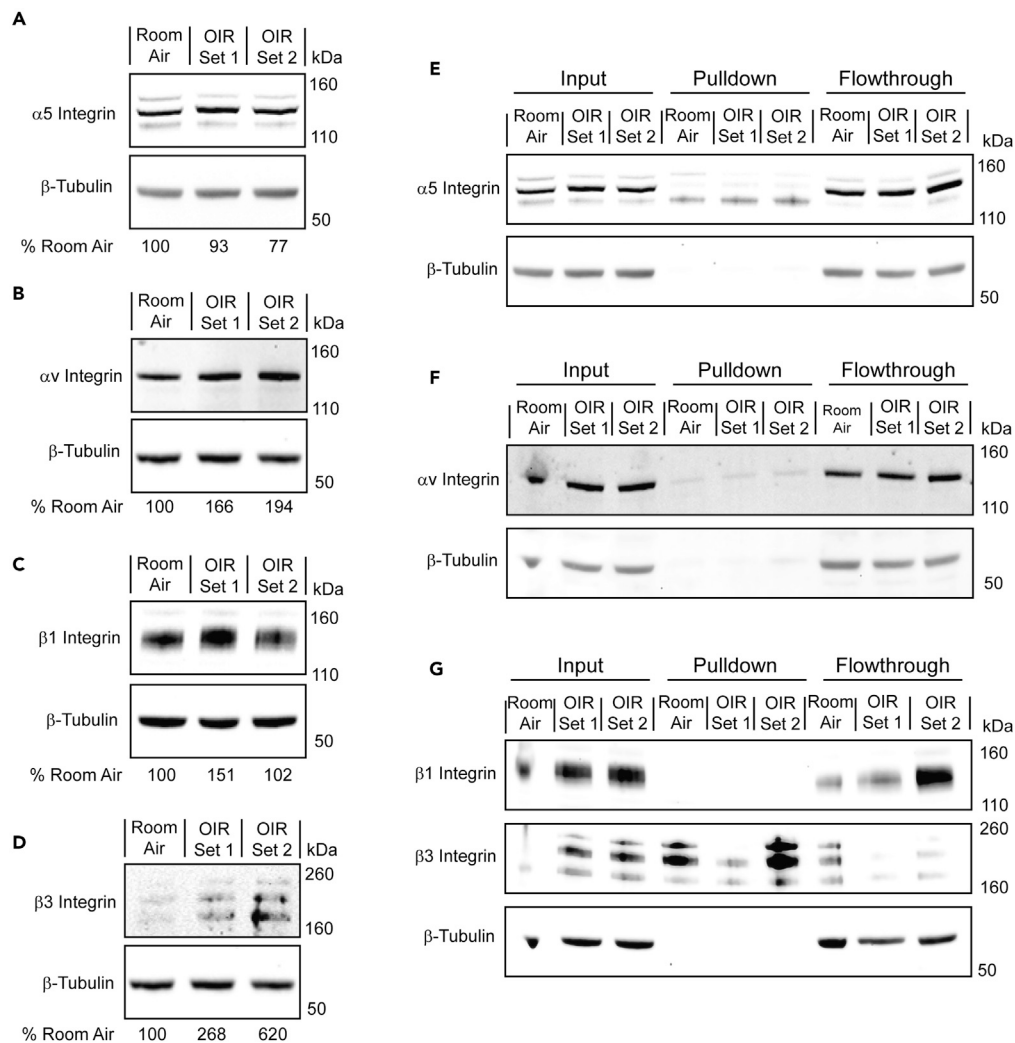 A
Room Air
OIR Set 1
OIR Set 2
kDa
α5 Integrin
160
110
β-Tubulin
50
% Room Air 100 93 77
B
Room Air
OIR Set 1
OIR Set 2
kDa
αv Integrin
160
110
β-Tubulin
50
% Room Air 100 166 194
C
Room Air
OIR Set 1
OIR Set 2
kDa
β1 Integrin
160
110
β-Tubulin
50
% Room Air 100 151 102
D
Room Air
OIR Set 1
OIR Set 2
kDa
β3 Integrin
260
160
β-Tubulin
50
% Room Air 100 268 620
E
Input Pulldown Flowthrough
Room OIR OIR Room OIR OIR Room OIR OIR
Air Set 1 Set 2 Air Set 1 Set 2 Air Set 1 Set 2
kDa
α5 Integrin
160
110
β-Tubulin
50
F
Input Pulldown Flowthrough
Room OIR OIR Room OIR OIR Room OIR OIR
Air Set 1 Set 2 Air Set 1 Set 2 Air Set 1 Set 2
kDa
αv Integrin
160
110
β-Tubulin
50
G
Input Pulldown Flowthrough
Room OIR OIR Room OIR OIR Room OIR OIR
Air Set 1 Set 2 Air Set 1 Set 2 Air Set 1 Set 2
kDa
β1 Integrin
160
110
β3 Integrin
260
160
β-Tubulin
50